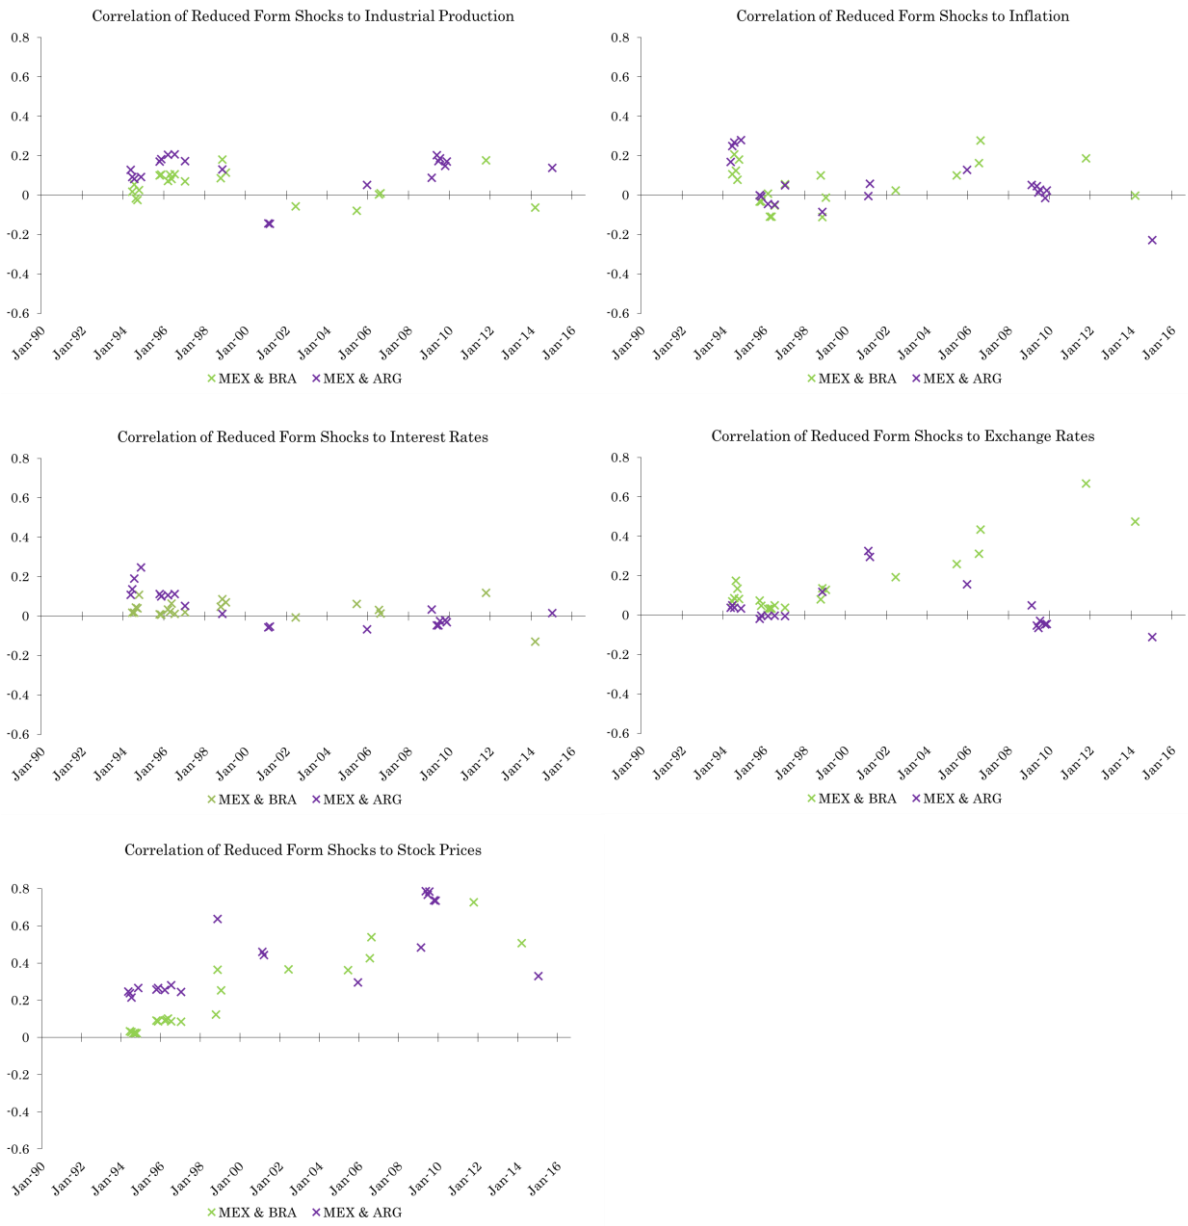 Correlation of Reduced Form Shocks to Industrial Production
0.8
0.6
0.4
0.2
0
-0.2
-0.4
-0.6
Jan-90 Jan-92 Jan-94 Jan-96 Jan-98 Jan-00 Jan-02 Jan-04 Jan-06 Jan-08 Jan-10 Jan-12 Jan-14 Jan-16
MEX & BRA MEX & ARG
Correlation of Reduced Form Shocks to Inflation
0.8
0.6
0.4
0.2
0
-0.2
-0.4
-0.6
Jan-90 Jan-92 Jan-94 Jan-96 Jan-98 Jan-00 Jan-02 Jan-04 Jan-06 Jan-08 Jan-10 Jan-12 Jan-14 Jan-16
MEX & BRA MEX & ARG
Correlation of Reduced Form Shocks to Interest Rates
0.8
0.6
0.4
0.2
0
-0.2
-0.4
-0.6
Jan-90 Jan-92 Jan-94 Jan-96 Jan-98 Jan-00 Jan-02 Jan-04 Jan-06 Jan-08 Jan-10 Jan-12 Jan-14 Jan-16
MEX & BRA MEX & ARG
Correlation of Reduced Form Shocks to Exchange Rates
0.8
0.6
0.4
0.2
0
-0.2
-0.4
-0.6
Jan-90 Jan-92 Jan-94 Jan-96 Jan-98 Jan-00 Jan-02 Jan-04 Jan-06 Jan-08 Jan-10 Jan-12 Jan-14 Jan-16
MEX & BRA MEX & ARG
Correlation of Reduced Form Shocks to Stock Prices
0.8
0.6
0.4
0.2
0
-0.2
-0.4
-0.6
Jan-90 Jan-92 Jan-94 Jan-96 Jan-98 Jan-00 Jan-02 Jan-04 Jan-06 Jan-08 Jan-10 Jan-12 Jan-14 Jan-16
MEX & BRA MEX & ARG